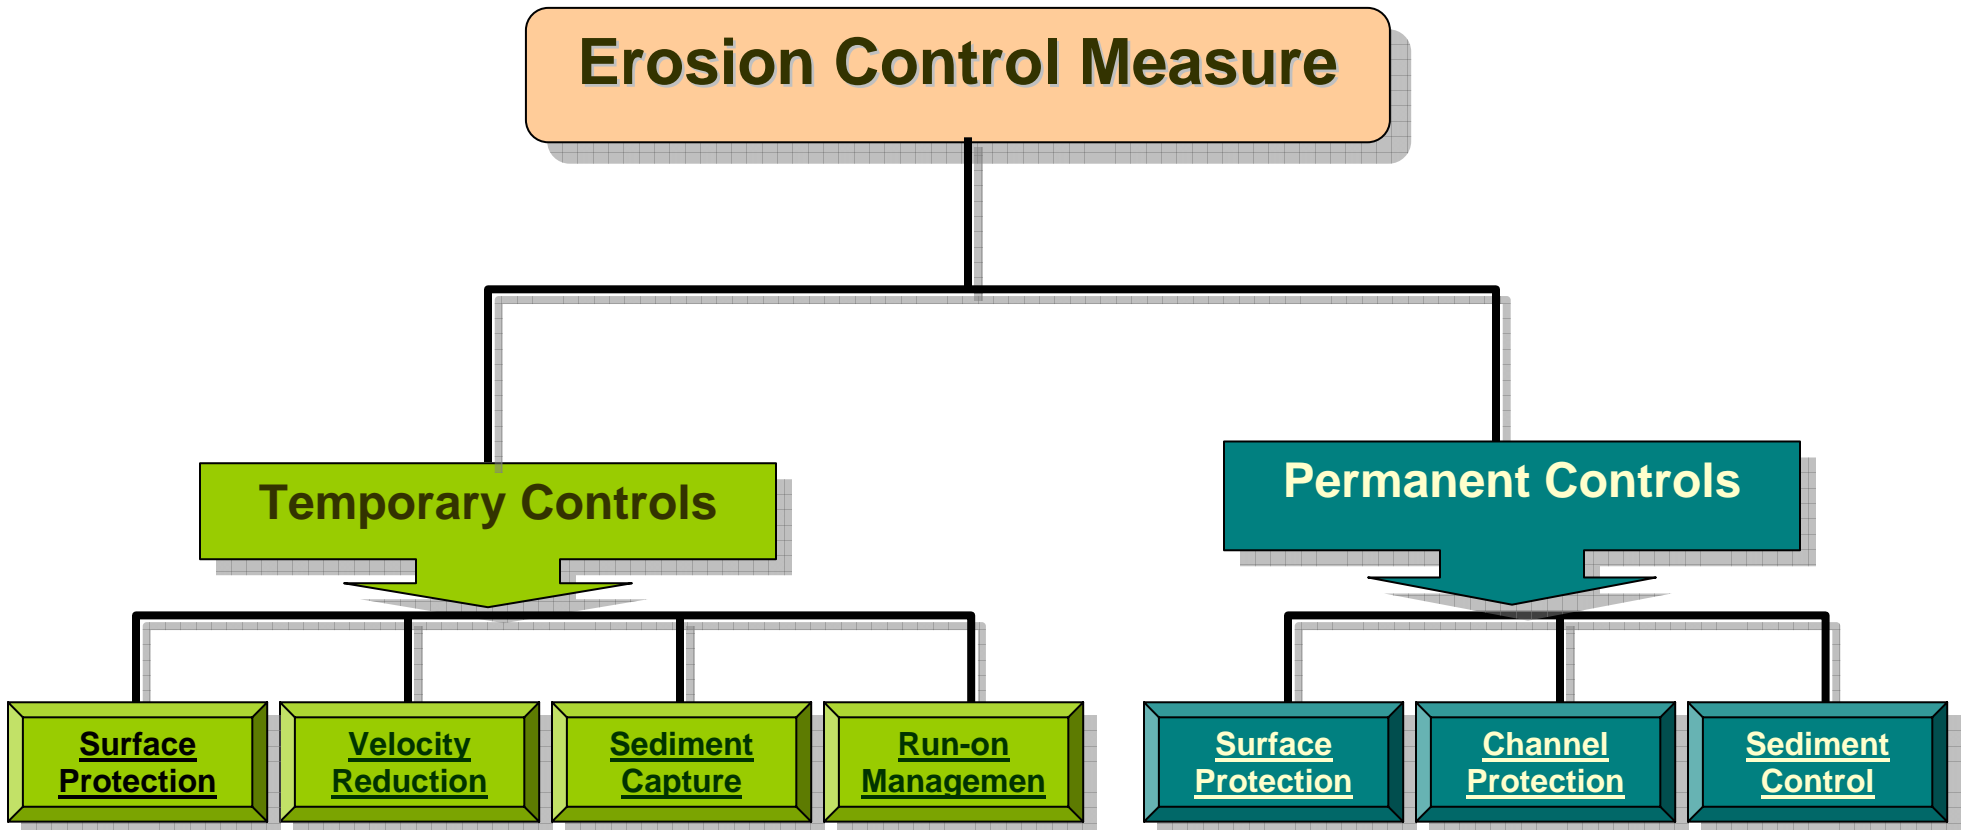 Erosion Control Measure
Temporary Controls
Permanent Controls
Surface
Protection
Velocity
Reduction
Sediment
Capture
Run-on
Managemen
Surface
Protection
Channel
Protection
Sediment
Control